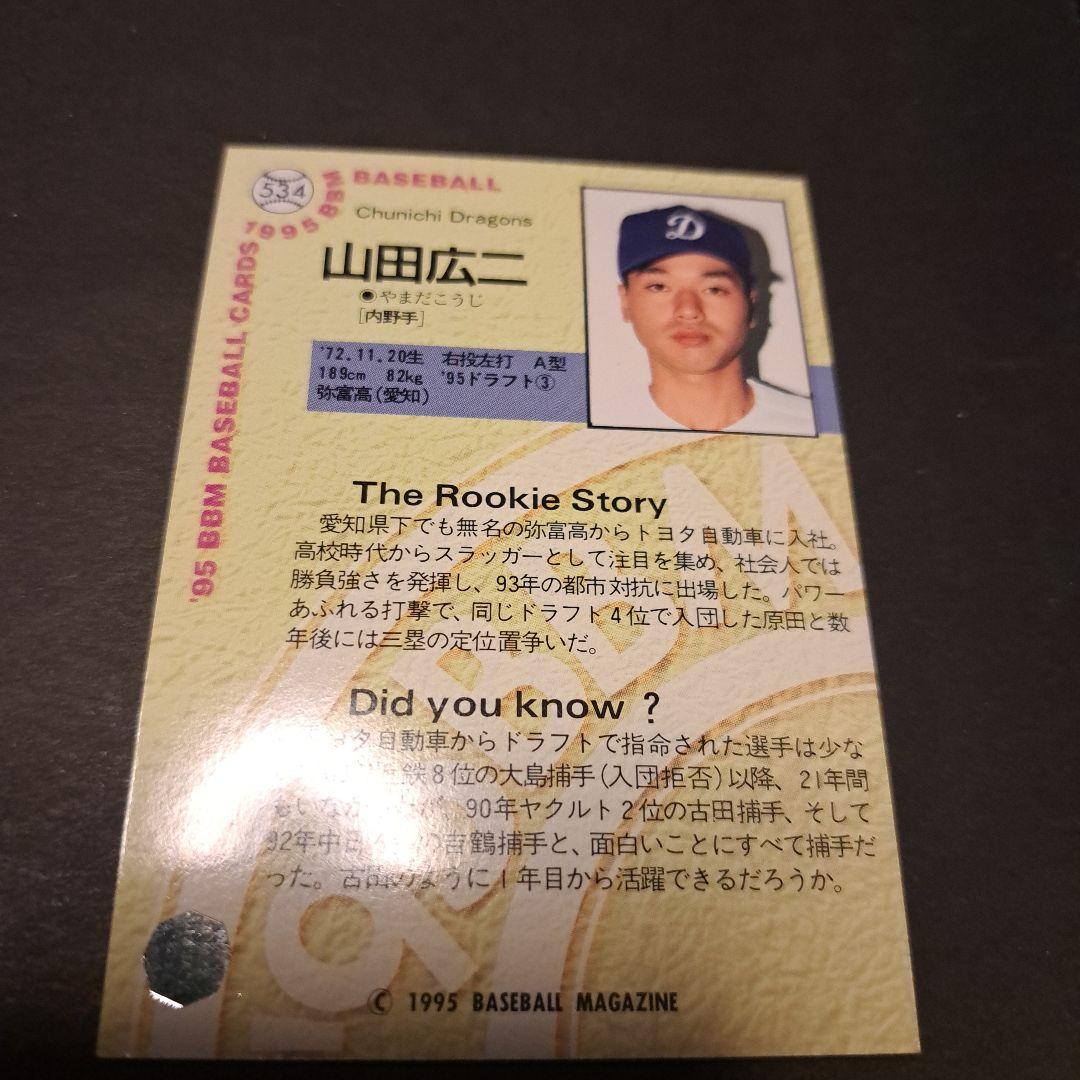 534
1995 BBM BASEBALL
'95 BBM BASEBALL CARDS
Chunichi Dragons
山田広二
◉やまだこうじ
[内野手]
'72.11.20生 右投左打 A型
189cm 82kg '95ドラフト③
弥富高(愛知)
D
The Rookie Story
愛知県下でも無名の弥富高からトヨタ自動車に入社。
高校時代からスラッガーとして注目を集め、社会人では
勝負強さを発揮し、93年の都市対抗に出場した。パワー
あふれる打撃で、同じドラフト4位で入団した原田と数
年後には三塁の定位置争いだ。
Did you know ?
タ自動車からドラフトで指命された選手は少な
鉄8位の大島捕手(入団拒否)以降、21年間
もいな 90年ヤクルト2位の古田捕手、そして
92年中日 の吉鶴捕手と、面白いことにすべて捕手だ
った。古田のように1年目から活躍できるだろうか。
BBM
© 1995 BASEBALL MAGAZINE